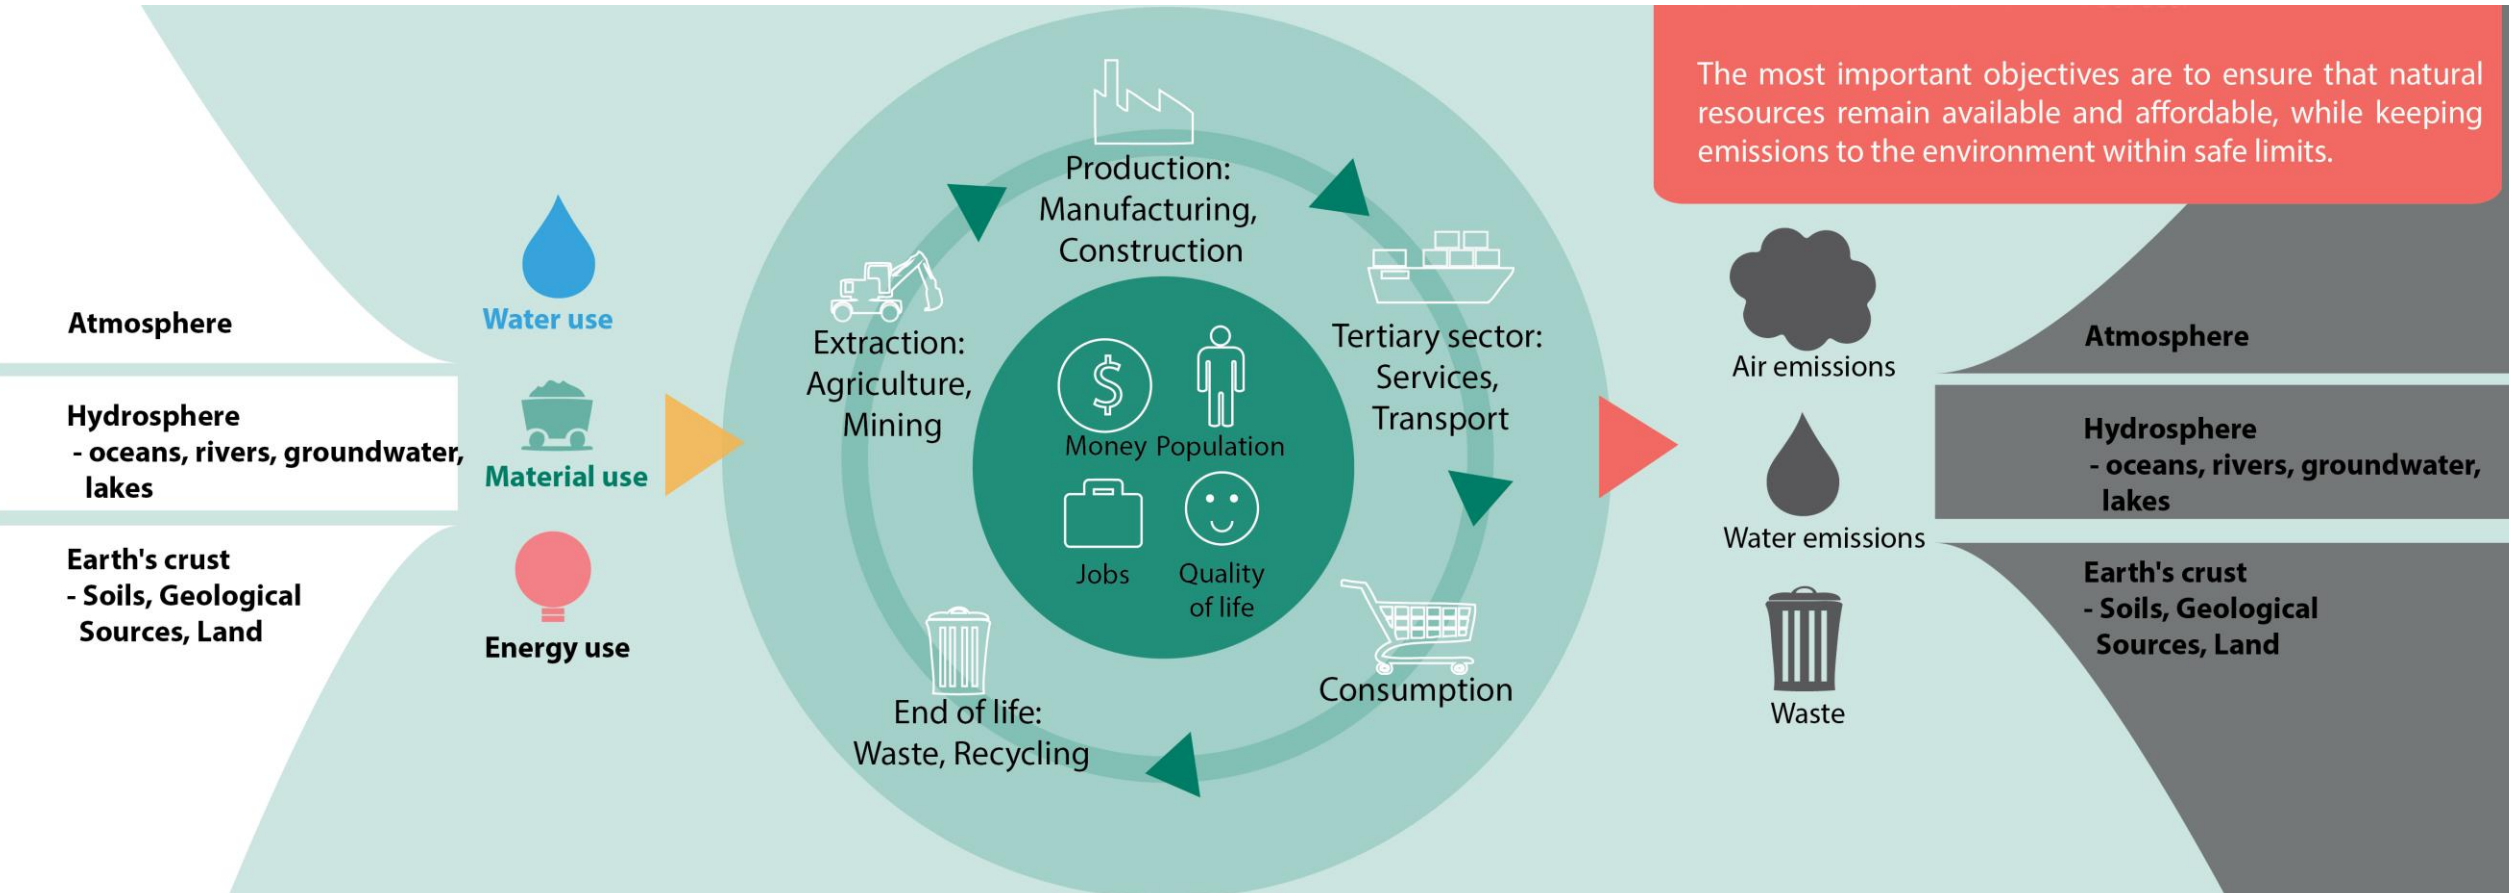 The most important objectives are to ensure that natural
resources remain available and affordable, while keeping
emissions to the environment within safe limits.
Atmosphere
Hydrosphere
- oceans, rivers, groundwater,
lakes
Earth's crust
- Soils, Geological
Sources, Land
Water use
Material use
Energy use
Extraction:
Agriculture,
Mining
Production:
Manufacturing,
Construction
Tertiary sector:
Services,
Transport
Consumption
End of life:
Waste, Recycling
$
Money
Population
Jobs
Quality
of life
Air emissions
Water emissions
Waste
Atmosphere
Hydrosphere
- oceans, rivers, groundwater,
lakes
Earth's crust
- Soils, Geological
Sources, Land